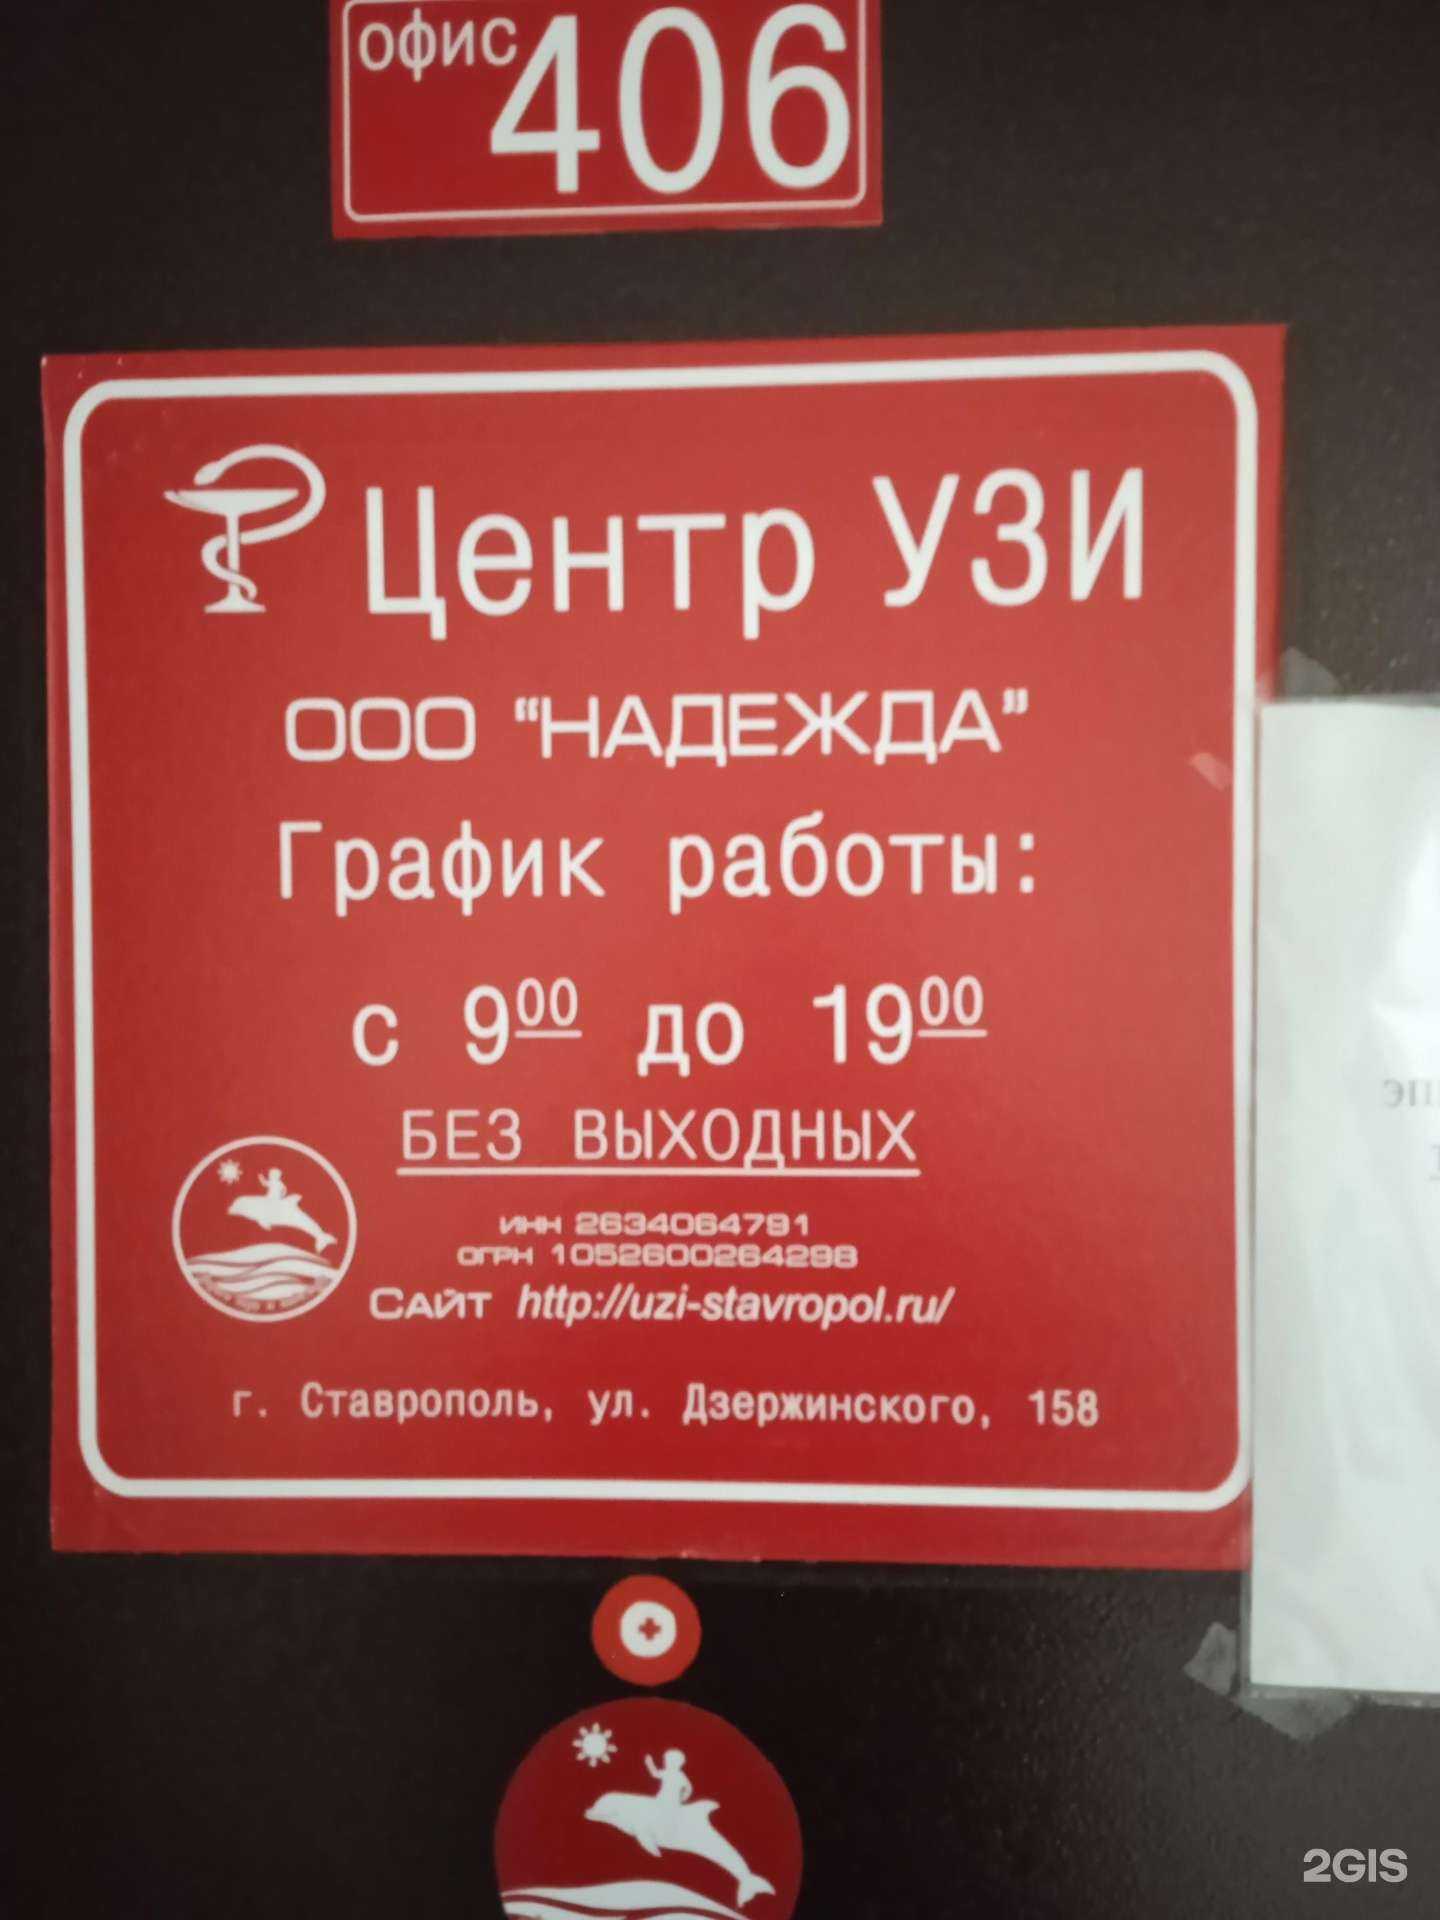 офис 406
Центр УЗИ
ООО "НАДЕЖДА"
График работы:
с 9⁰⁰ до 19⁰⁰
БЕЗ ВЫХОДНЫХ
ИНН 2634064791
ОГРН 1052600264298
Сайт http://uzi-stavropol.ru/
г. Ставрополь, ул. Дзержинского, 158
2GIS